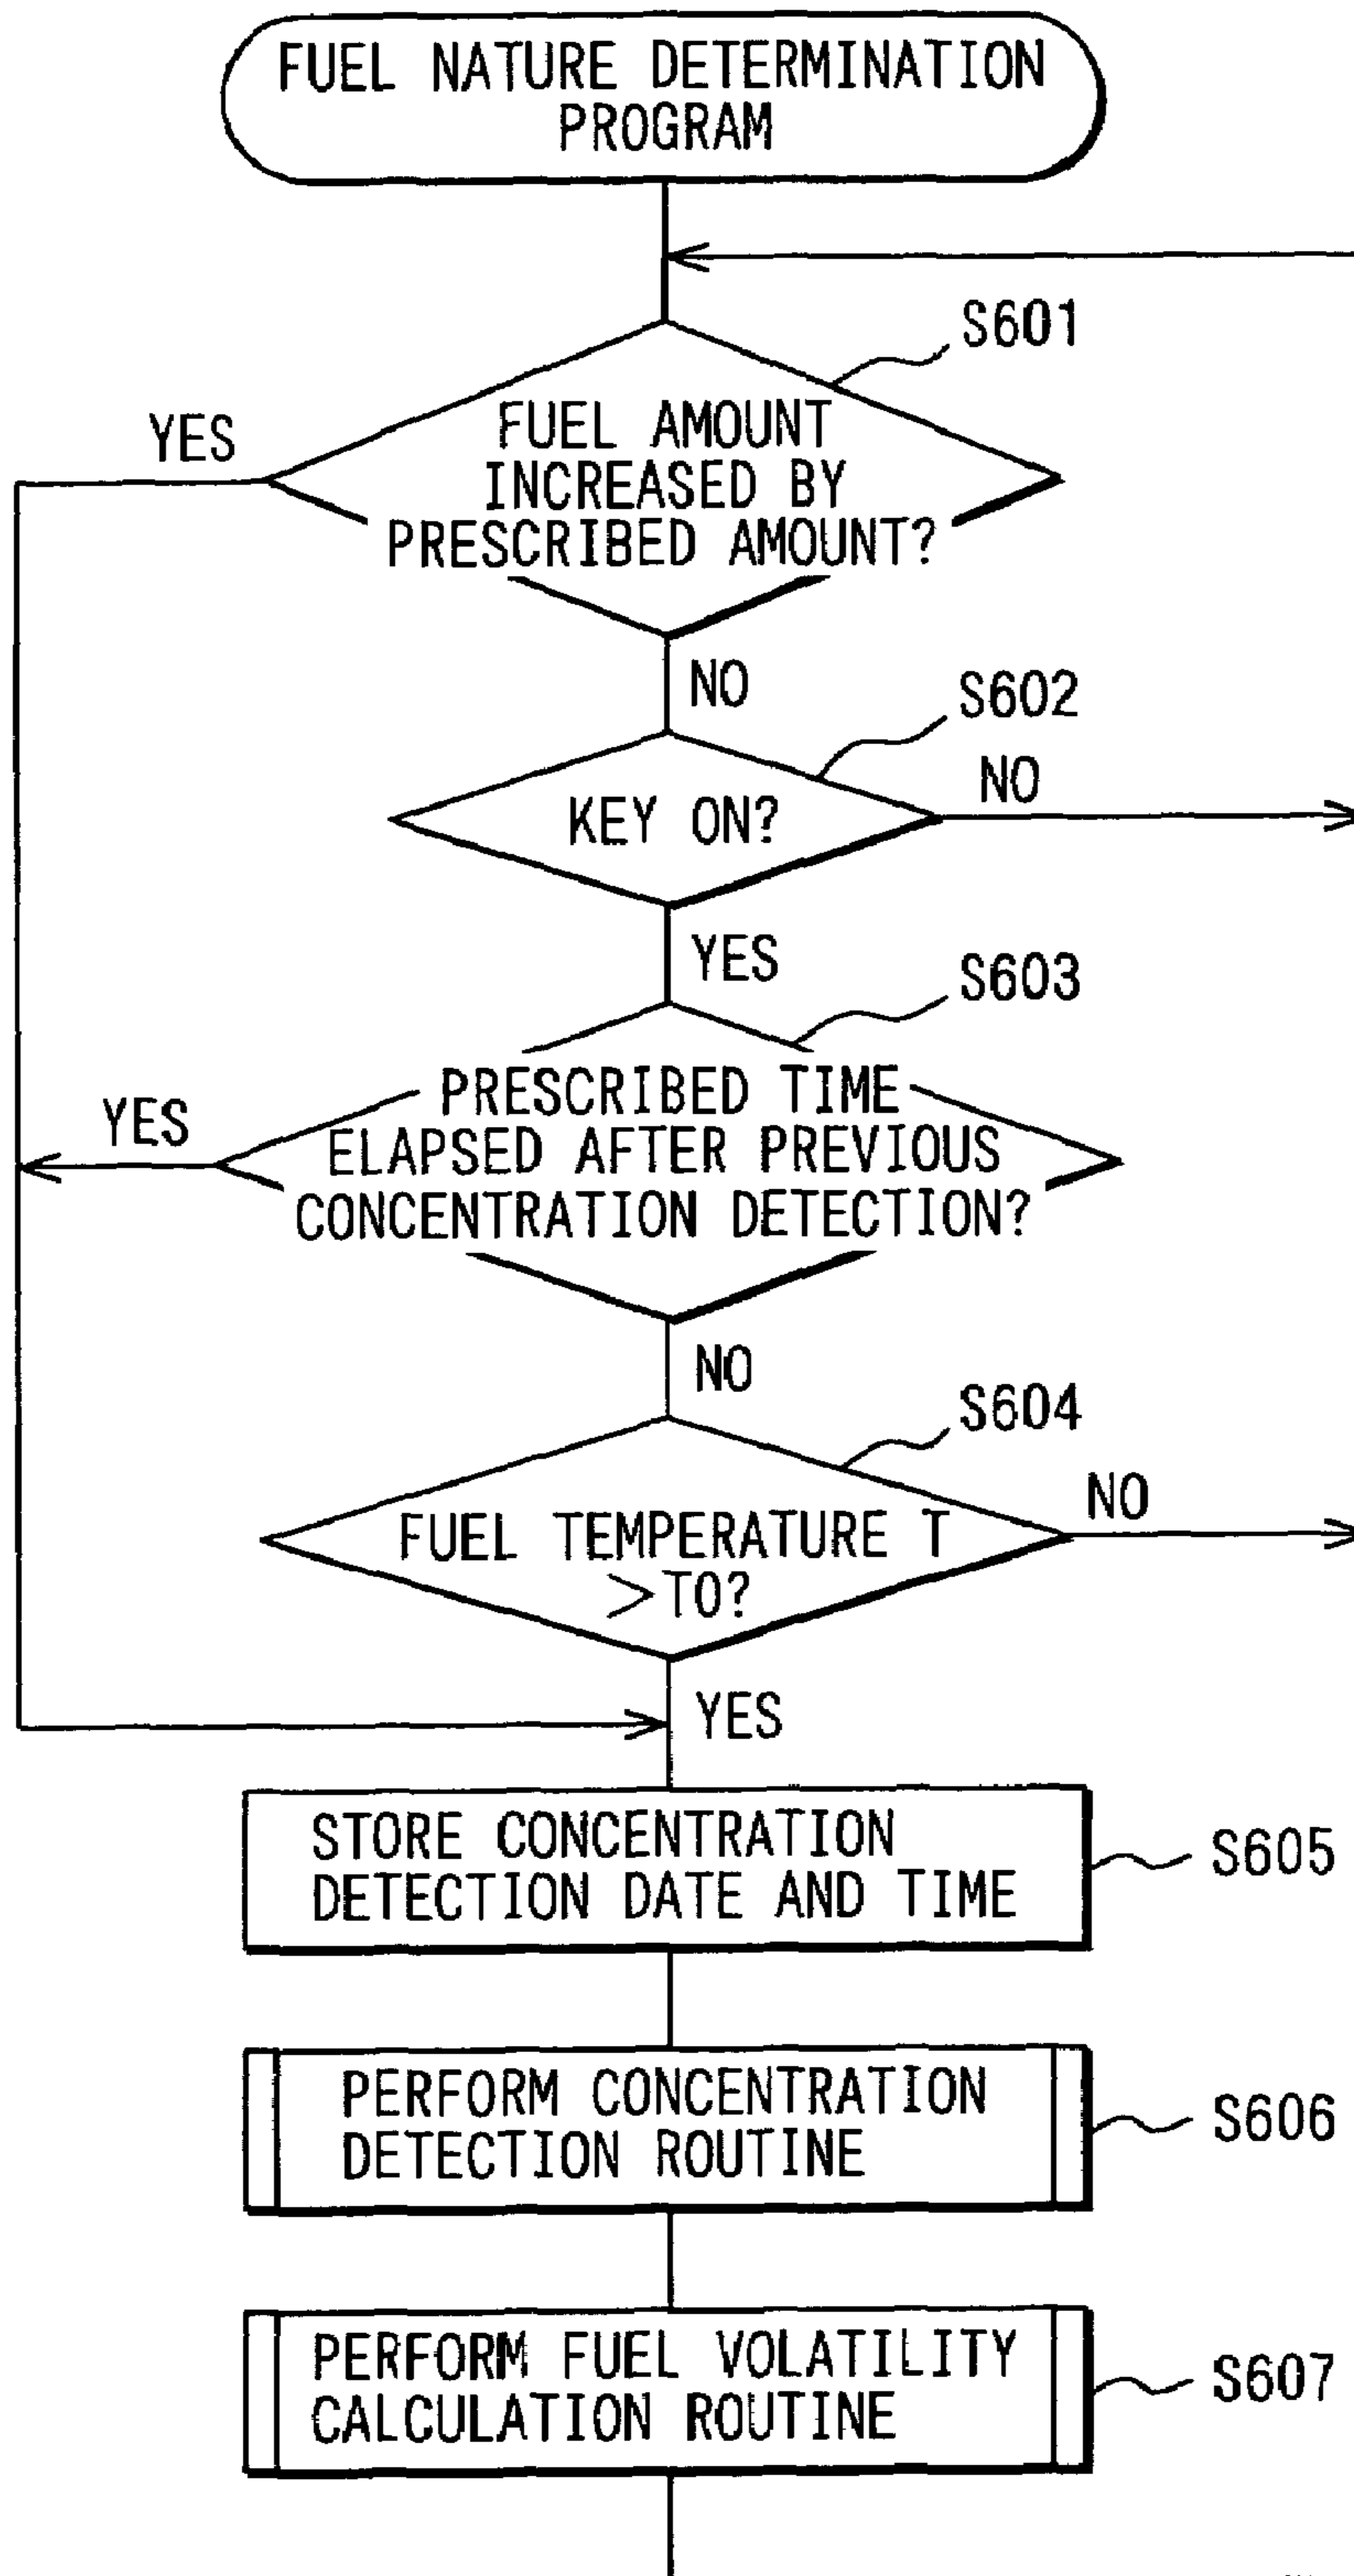 FUEL NATURE DETERMINATION
PROGRAM
S601
YES
FUEL AMOUNT
INCREASED BY
PRESCRIBED AMOUNT?
NO
S602
NO
KEY ON?
YES
S603
PRESCRIBED TIME
YES
ELAPSED AFTER PREVIOUS
CONCENTRATION DETECTION?
NO
S604
NO
FUEL TEMPERATURE T
>TO?
YES
STORE CONCENTRATION
DETECTION DATE AND TIME
S605
PERFORM CONCENTRATION
DETECTION ROUTINE
S606
PERFORM FUEL VOLATILITY
CALCULATION ROUTINE
S607